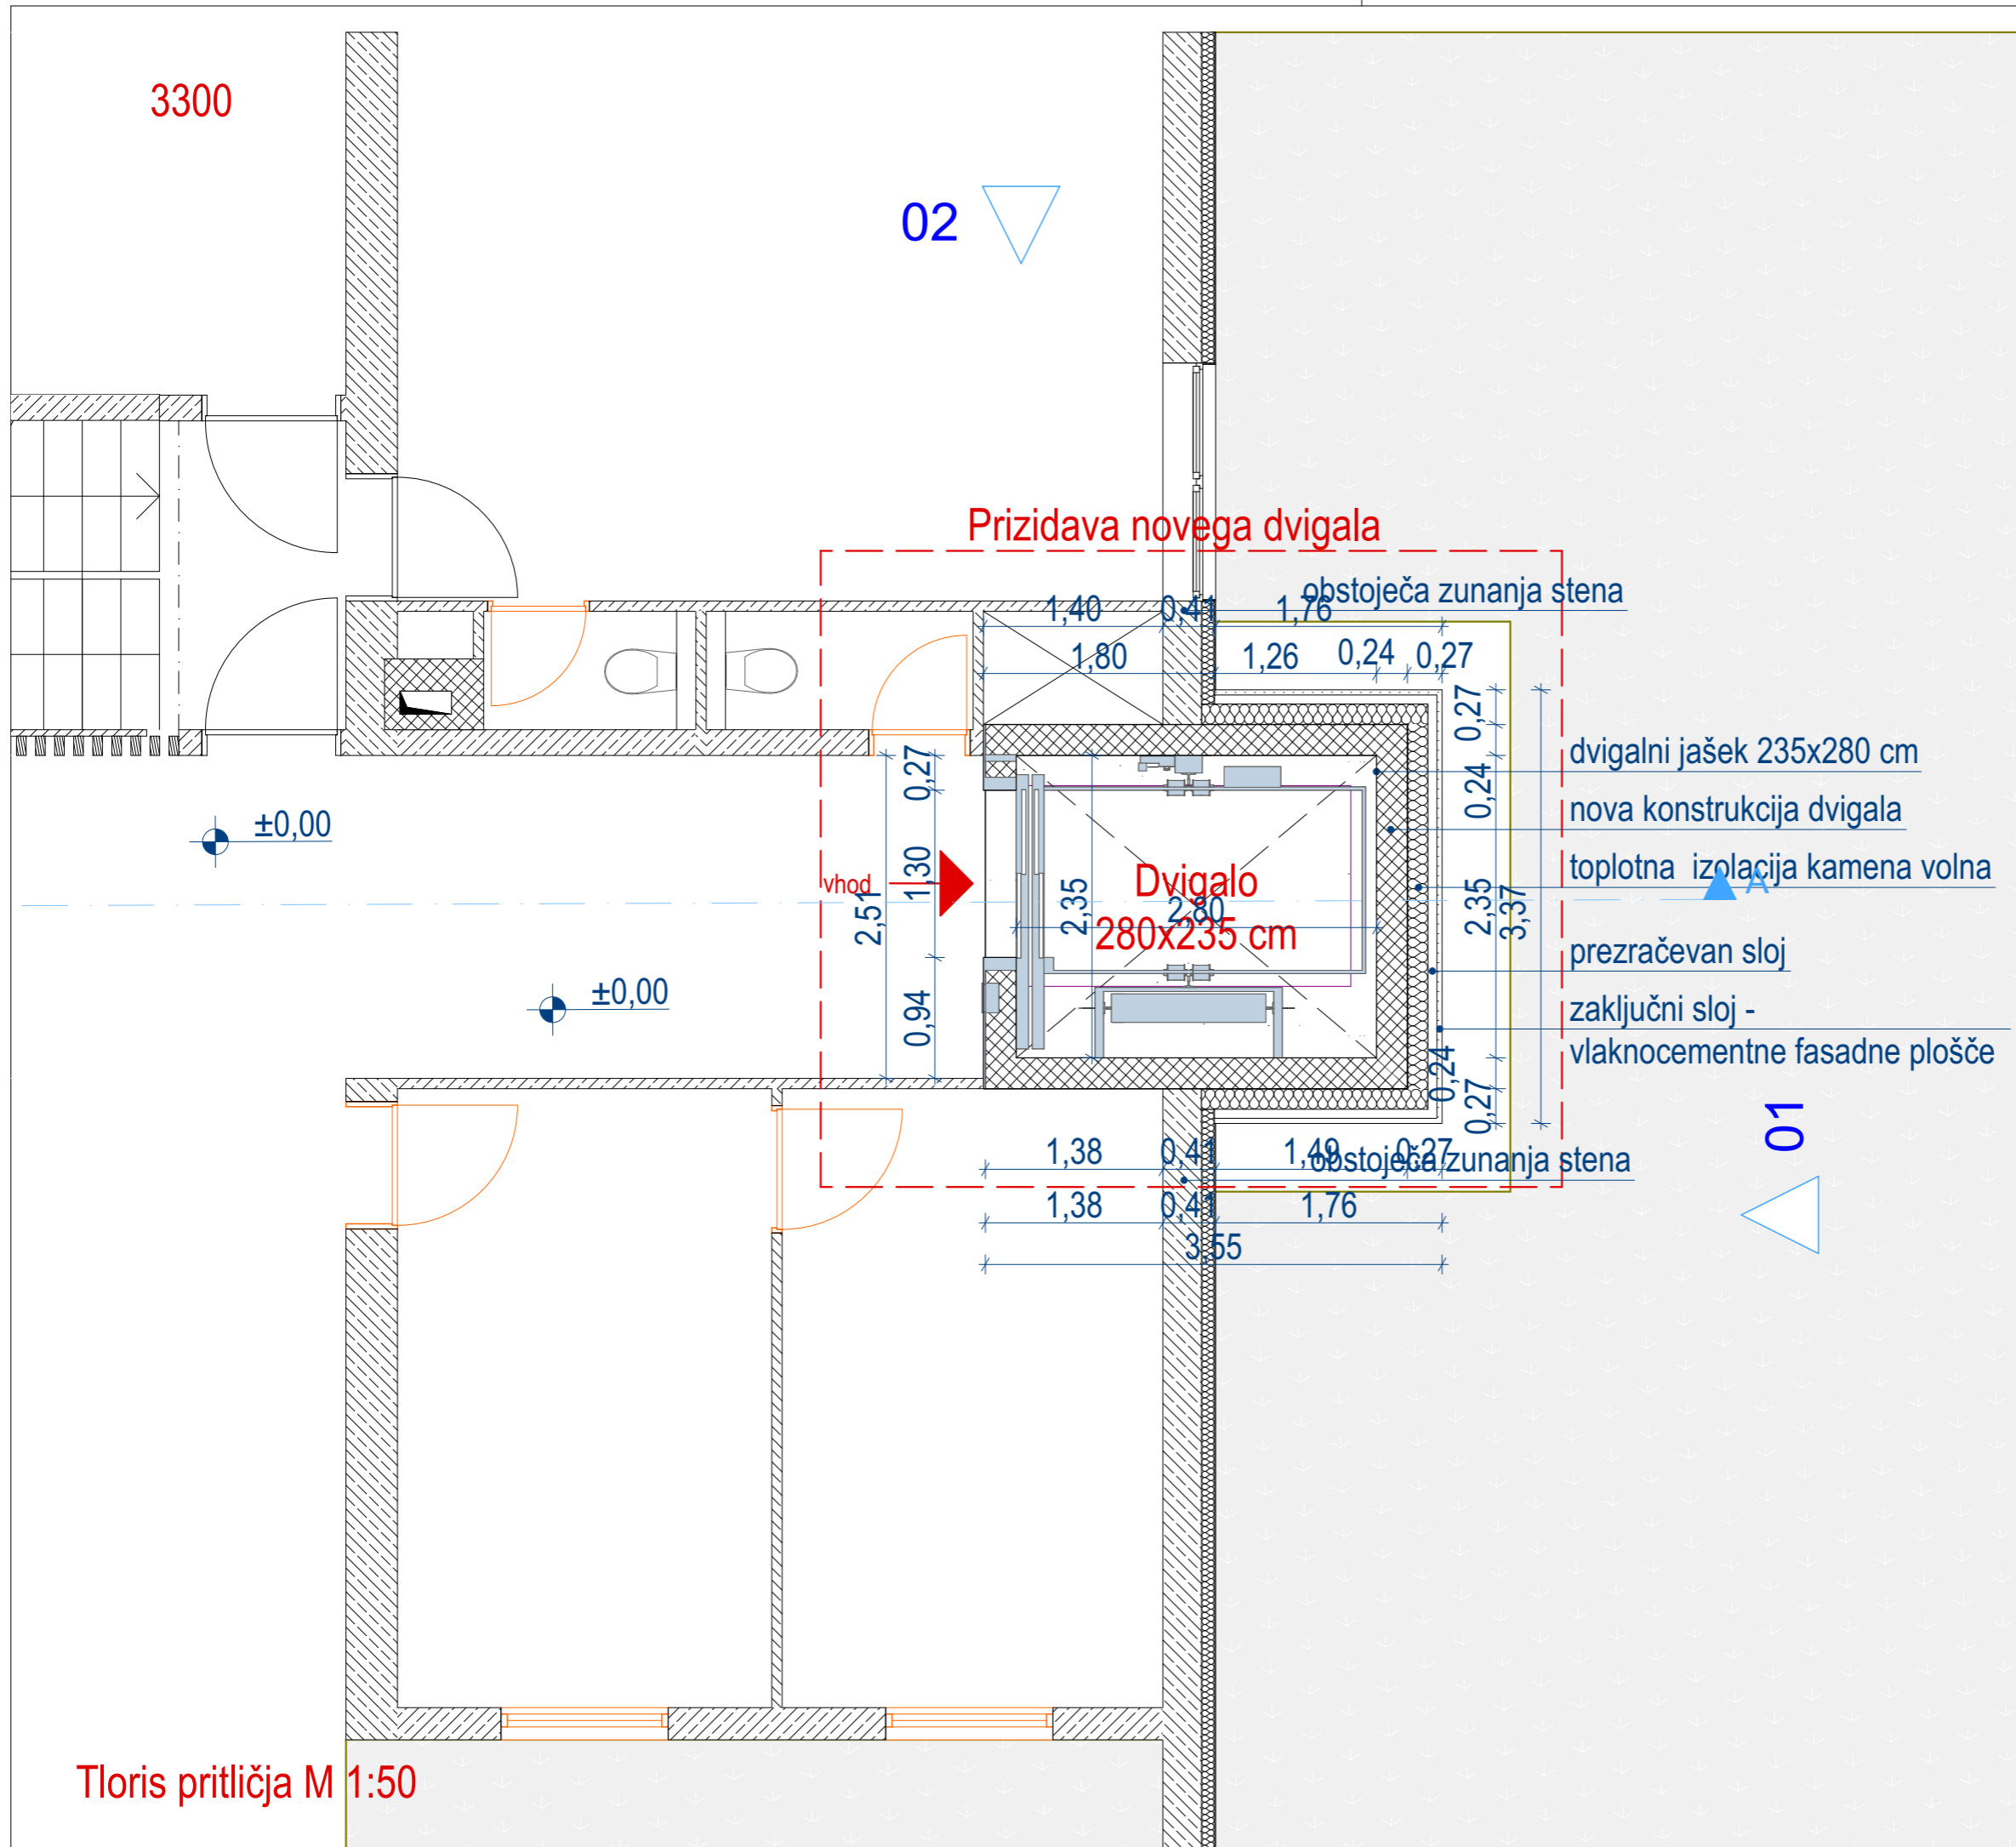 3300
02
Prizidava novega dvigala
obstoječa zunanja stena
1,40
0,41
1,76
1,80
1,26
0,24
0,27
0,27
dvigalni jašek 235x280 cm
0,27
0,24
nova konstrukcija dvigala
±0,00
1,30
toplotna izolacija kamena volna
vhod
Dvigalo
A
2,51
2,35
2,80
2,35
3,37
280x235 cm
prezračevan sloj
±0,00
0,94
zaključni sloj -
vlaknocementne fasadne plošče
0,24
0,27
01
1,38
0,41
1,49
0,27
obstoječa zunanja stena
1,38
0,41
1,76
3,55
Tloris pritličja M 1:50